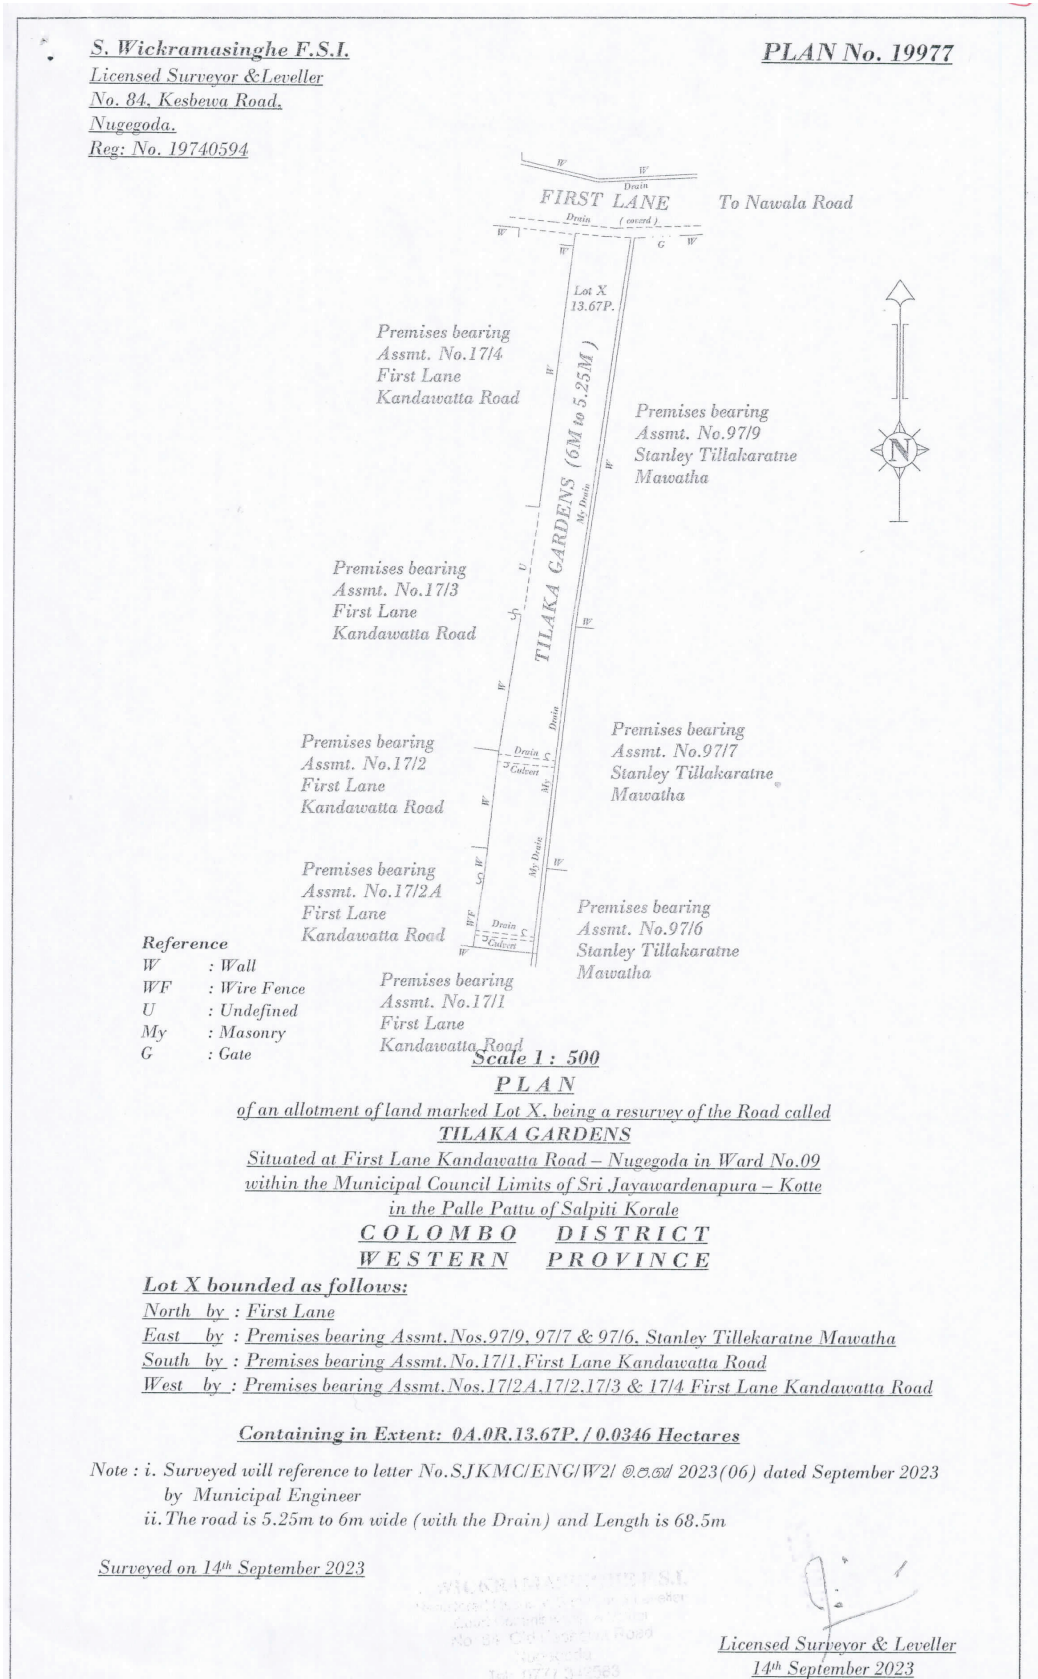 S. Wickramasinghe F.S.I.
PLAN No. 19977
Licensed Surveyor & Leveller
No. 84, Kesbewa Road,
Nugegoda.
Reg: No. 19740594
W
W
Drain
FIRST LANE
To Nawala Road
Drain
( coverd )
W
W
G
W
Lot X
13.67P.
Premises bearing
Assmt. No.17/4
First Lane
Kandawatta Road
W
TILAKA GARDENS (6M to 5.25M )
Premises bearing
Assmt. No.97/9
Stanley Tillakaratne
Mawatha
N
W
My Drain
Premises bearing
Assmt. No.17/3
First Lane
Kandawatta Road
U
W
W
Drain
My
Premises bearing
Assmt. No.17/2
First Lane
Kandawatta Road
Drain
Culvert
W
Premises bearing
Assmt. No.97/7
Stanley Tillakaratne
Mawatha
My Drain
W
W
Premises bearing
Assmt. No.17/2A
First Lane
Kandawatta Road
WF
Drain
Culvert
W
Premises bearing
Assmt. No.97/6
Stanley Tillakaratne
Mawatha
Premises bearing
Assmt. No.17/1
First Lane
Kandawatta Road
Reference
W : Wall
WF : Wire Fence
U : Undefined
My : Masonry
G : Gate
Scale 1 : 500
PLAN
of an allotment of land marked Lot X, being a resurvey of the Road called
TILAKA GARDENS
Situated at First Lane Kandawatta Road – Nugegoda in Ward No.09
within the Municipal Council Limits of Sri Jayawardenapura – Kotte
in the Palle Pattu of Salpiti Korale
COLOMBO DISTRICT
WESTERN PROVINCE
Lot X bounded as follows:
North by : First Lane
East by : Premises bearing Assmt.Nos.97/9, 97/7 & 97/6, Stanley Tillekaratne Mawatha
South by : Premises bearing Assmt.No.17/1,First Lane Kandawatta Road
West by : Premises bearing Assmt.Nos.17/2A,17/2,17/3 & 17/4 First Lane Kandawatta Road
Containing in Extent: 0A.0R.13.67P. / 0.0346 Hectares
Note : i. Surveyed will reference to letter No.SJKMC/ENG/W2/ 2023(06) dated September 2023
by Municipal Engineer
ii. The road is 5.25m to 6m wide (with the Drain) and Length is 68.5m
Surveyed on 14th September 2023
Licensed Surveyor & Leveller
14th September 2023